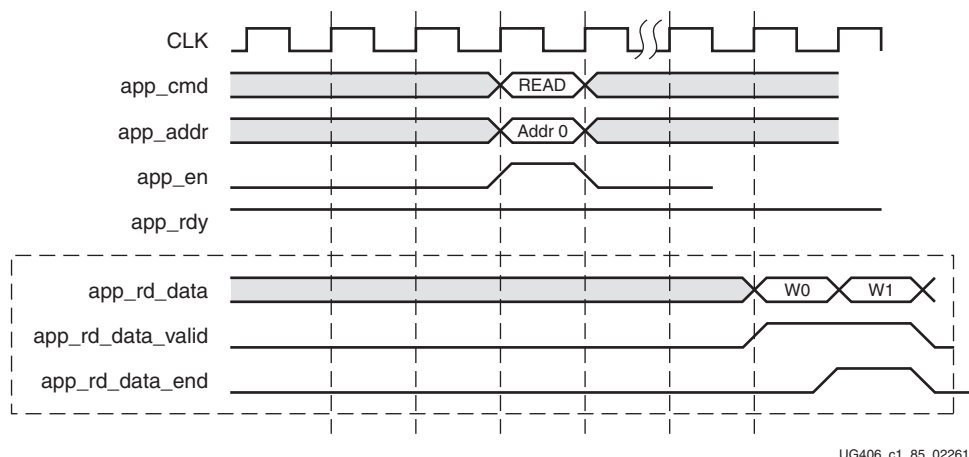 CLK
app_cmd READ
app_addr Addr 0
app_en
app_rdy
app_rd_data W0 W1
app_rd_data_valid
app_rd_data_end
UG406_c1_85_02261